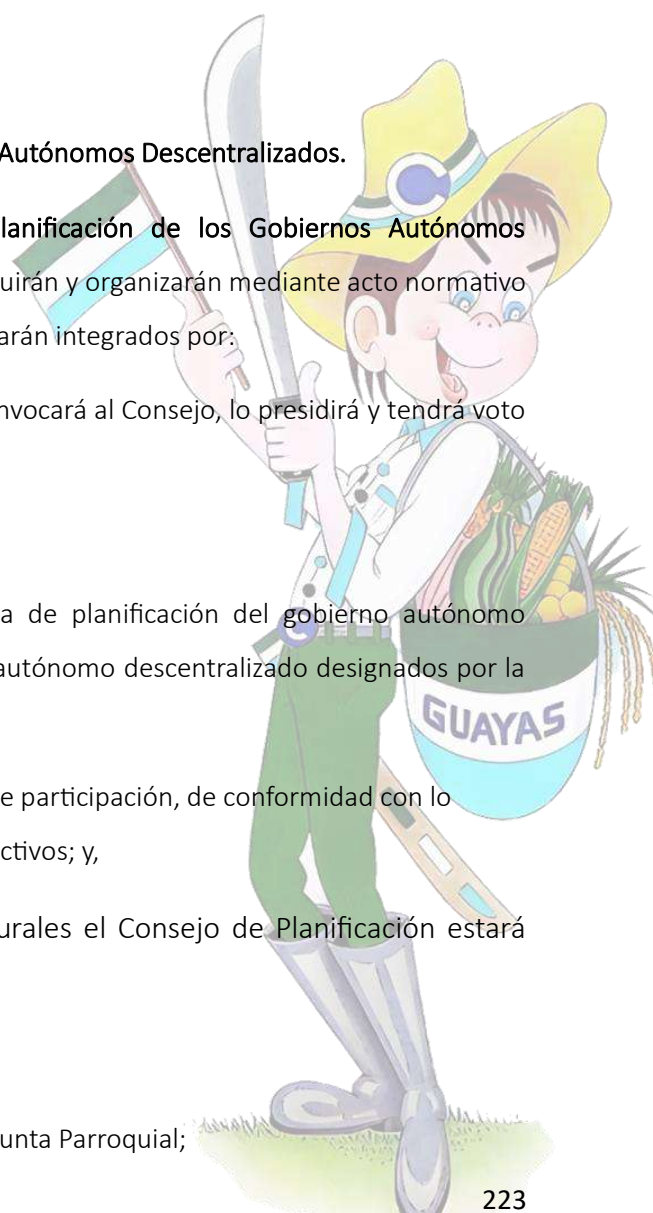 Autónomos Descentralizados.
lanificación de los Gobiernos Autónomos
uirán y organizarán mediante acto normativo
arán integrados por:
nvocará al Consejo, lo presidirá y tendrá voto
a de planificación del gobierno autónomo
autónomo descentralizado designados por la
GUAYAS
e participación, de conformidad con lo
ctivos; y,
urales el Consejo de Planificación estará
unta Parroquial;
223